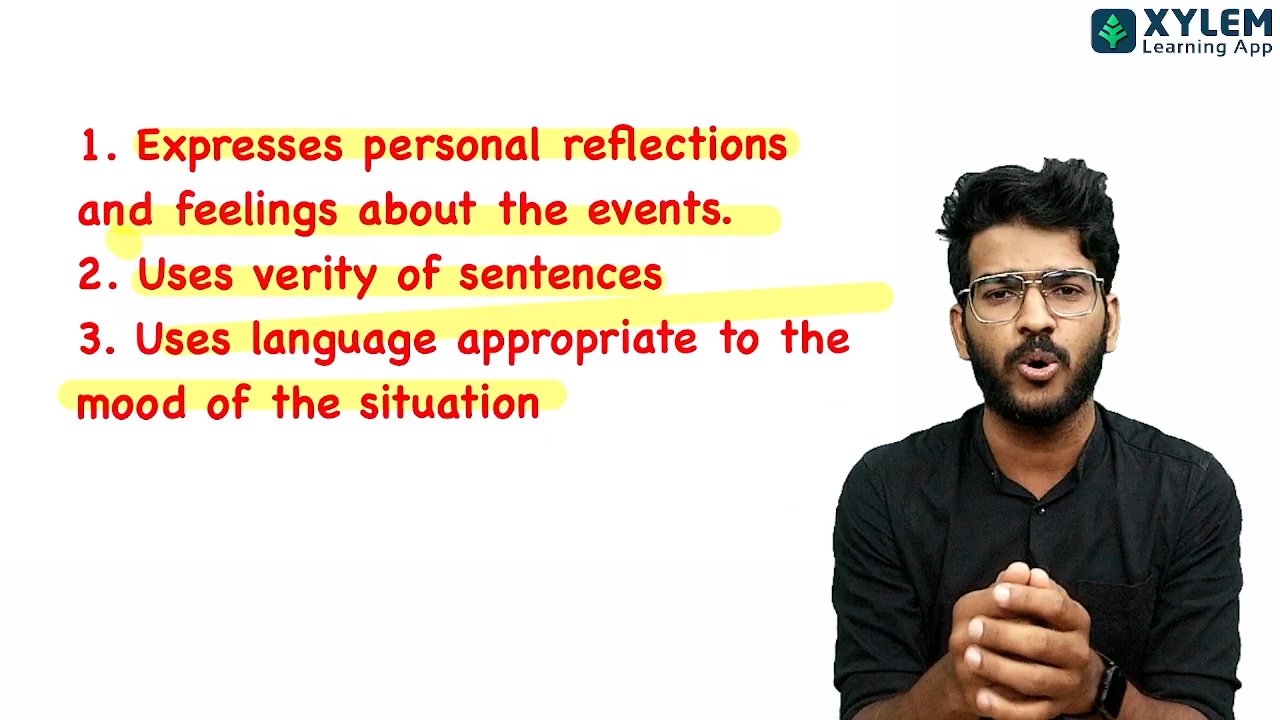 XYLEM
Learning App
1. Expresses personal reflections
and feelings about the events.
2. Uses verity of sentences
3. Uses language appropriate to the
mood of the situation